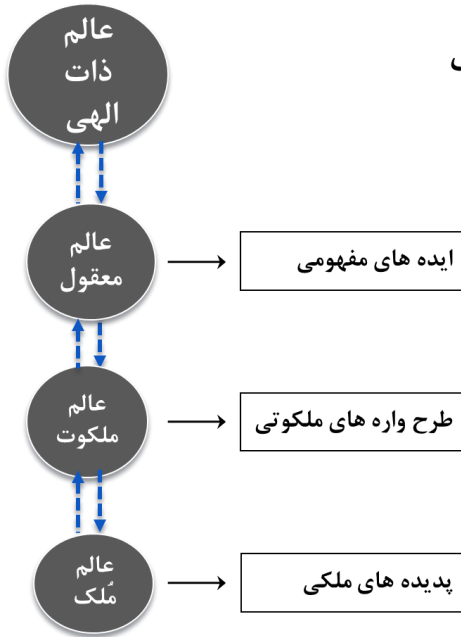 عالم
ذات
الهی
عالم
معقول
ایده های مفهومی
عالم
ملکوت
طرح واره های ملکوتی
عالم
مُلک
پدیده های ملکی